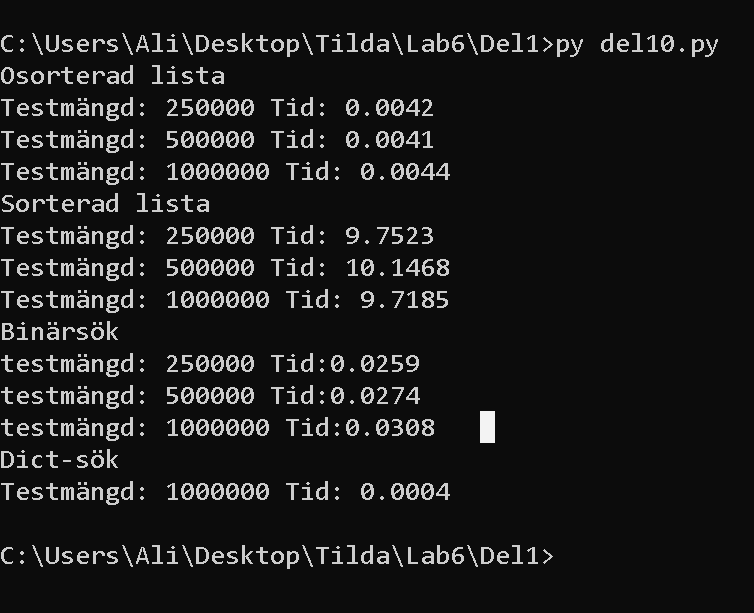 C:\Users\Ali\Desktop\Tilda\Lab6\Del1>py del10.py
Osorterad lista
Testmängd: 250000 Tid: 0.0042
Testmängd: 500000 Tid: 0.0041
Testmängd: 1000000 Tid: 0.0044
Sorterad lista
Testmängd: 250000 Tid: 9.7523
Testmängd: 500000 Tid: 10.1468
Testmängd: 1000000 Tid: 9.7185
Binärsök
testmängd: 250000 Tid:0.0259
testmängd: 500000 Tid:0.0274
testmängd: 1000000 Tid:0.0308
Dict-sök
Testmängd: 1000000 Tid: 0.0004
C:\Users\Ali\Desktop\Tilda\Lab6\Del1>